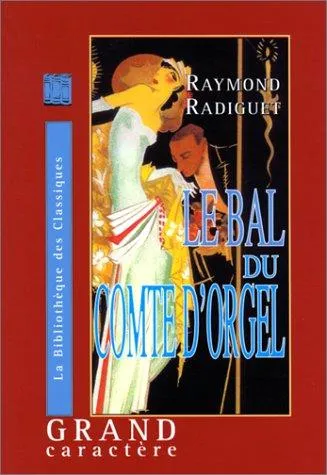 RAYMOND
RADIGUET
LE BAL
DU
COMTE D'ORGEL
La Bibliothèque des Classiques
GRAND
caractère